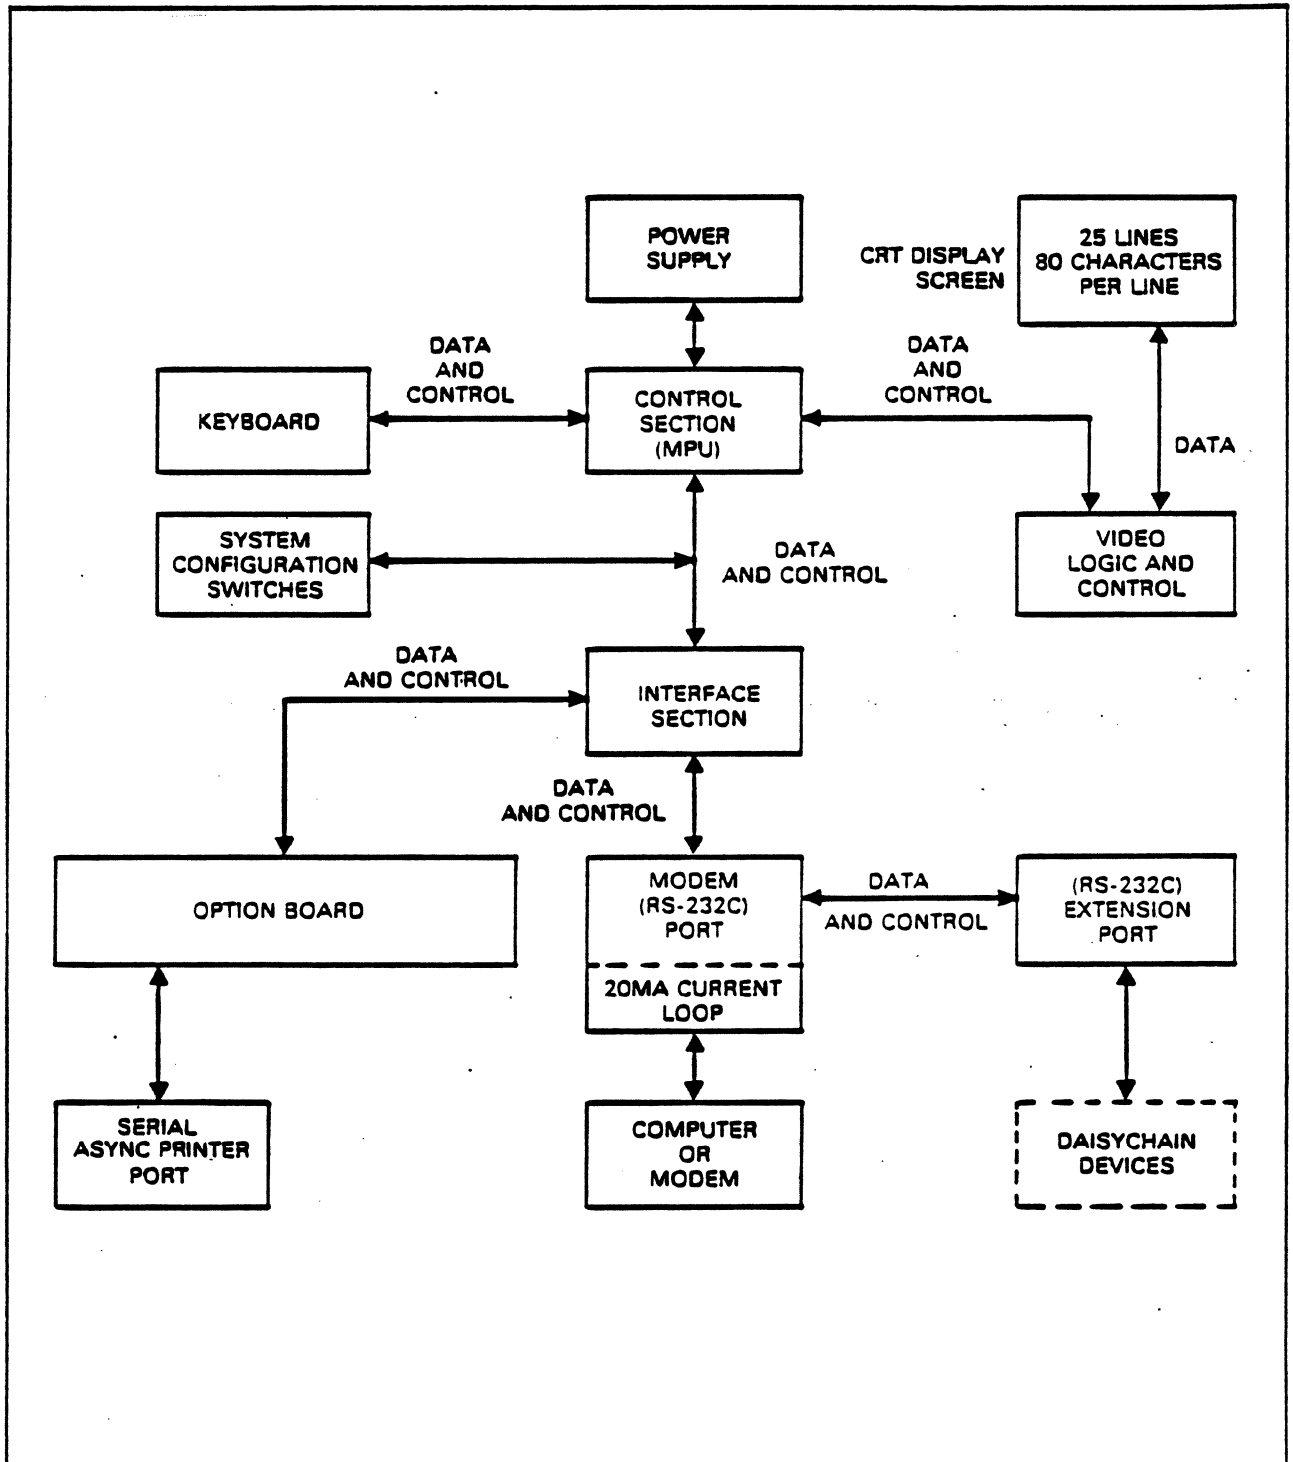 POWER
SUPPLY
CRT DISPLAY
SCREEN
25 LINES
80 CHARACTERS
PER LINE
DATA
AND
CONTROL
DATA
AND
CONTROL
KEYBOARD
CONTROL
SECTION
(MPU)
DATA
SYSTEM
CONFIGURATION
SWITCHES
DATA
AND CONTROL
VIDEO
LOGIC AND
CONTROL
DATA
AND CONTROL
INTERFACE
SECTION
DATA
AND CONTROL
OPTION BOARD
MODEM
(RS-232C)
PORT
DATA
AND CONTROL
(RS-232C)
EXTENSION
PORT
20MA CURRENT
LOOP
SERIAL
ASYNC PRINTER
PORT
COMPUTER
OR
MODEM
DAISYCHAIN
DEVICES